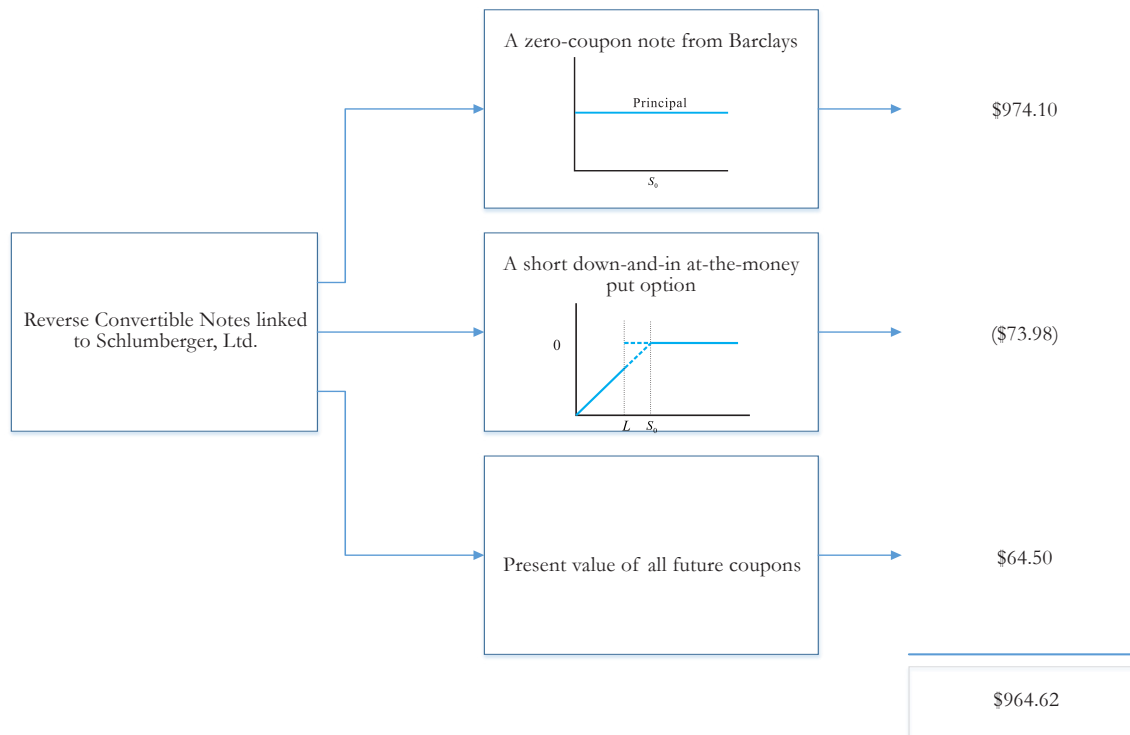 A zero-coupon note from Barclays
Principal
S₀
$974.10
Reverse Convertible Notes linked
to Schlumberger, Ltd.
A short down-and-in at-the-money
put option
0
L S₀
($73.98)
Present value of all future coupons
$64.50
$964.62